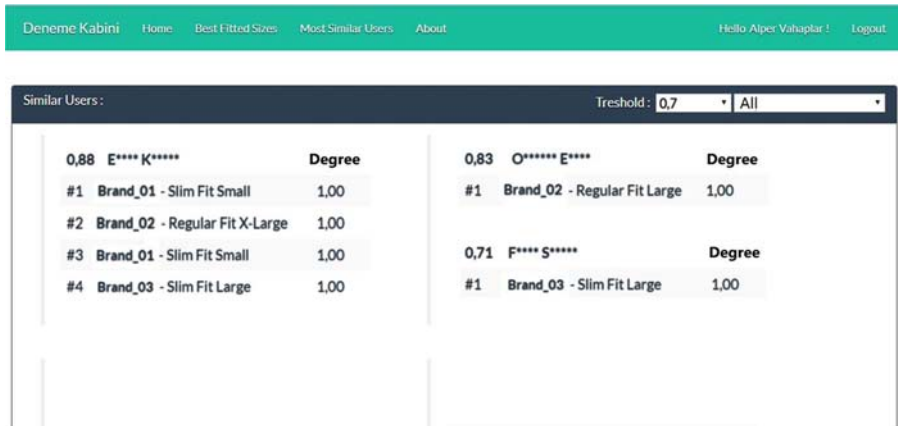 Deneme Kabini Home Best Fitted Sizes Most Similar Users About Hello Alper Vahaplar ! Logout
Similar Users : Treshold : 0,7 All
0,88 E**** K***** Degree
#1 Brand_01 - Slim Fit Small 1,00
#2 Brand_02 - Regular Fit X-Large 1,00
#3 Brand_01 - Slim Fit Small 1,00
#4 Brand_03 - Slim Fit Large 1,00
0,83 O****** E**** Degree
#1 Brand_02 - Regular Fit Large 1,00
0,71 F**** S***** Degree
#1 Brand_03 - Slim Fit Large 1,00